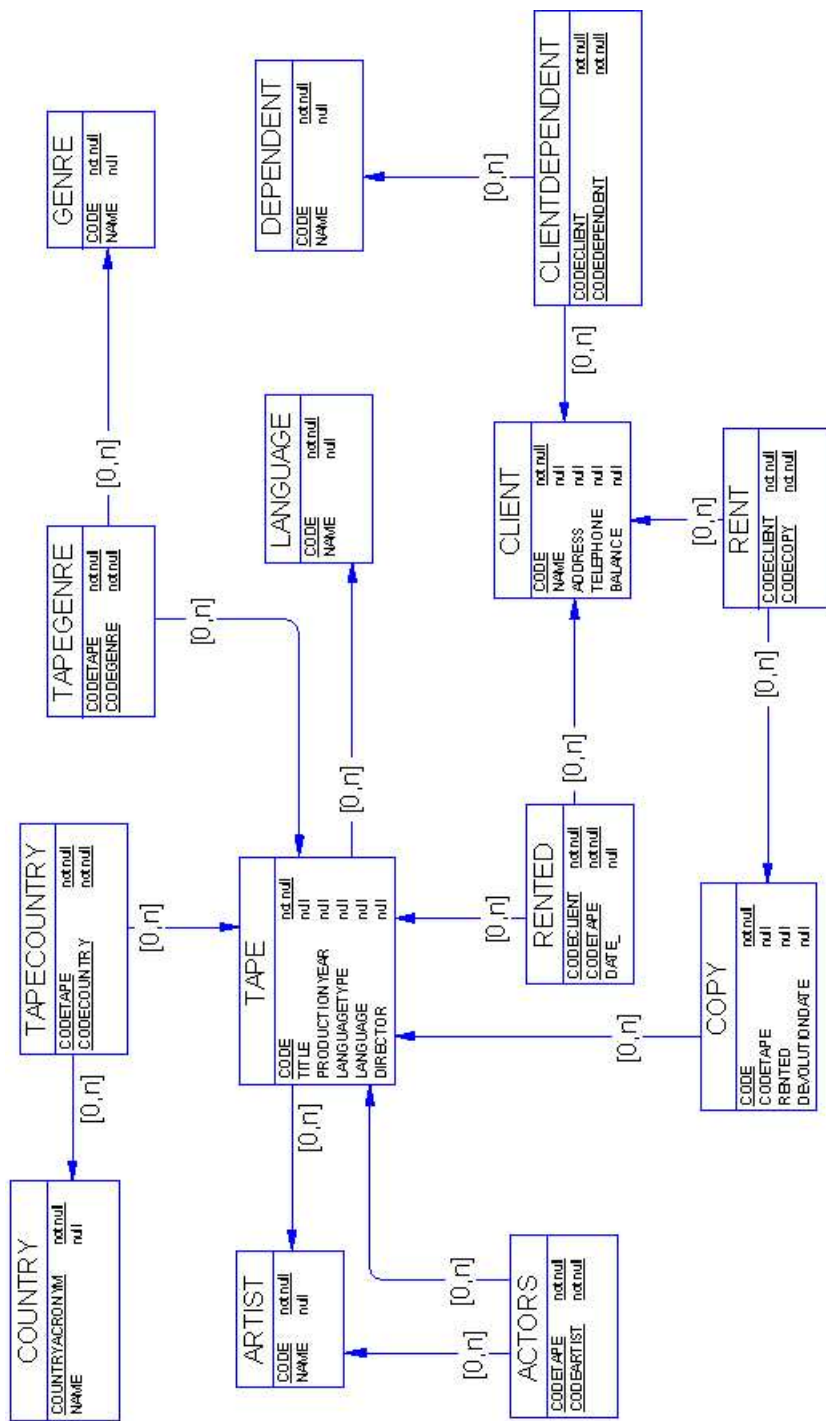 COUNTRY
COUNTRYACRONYM not null
NAME null
[0,n]
TAPECOUNTRY
CODETAPE not null
CODECOUNTRY not null
[0,n]
TAPEGENRE
CODETAPE not null
CODEGENRE not null
[0,n]
[0,n]
GENRE
CODE not null
NAME null
ARTIST
CODE not null
NAME null
[0,n]
TAPE
CODE not null
TITLE null
PRODUCTIONYEAR null
LANGUAGETYPE null
LANGUAGE null
DIRECTOR null
[0,n]
LANGUAGE
CODE not null
NAME null
DEPENDENT
CODE not null
NAME null
[0,n]
[0,n]
[0,n]
[0,n]
[0,n]
ACTORS
CODETAPE not null
CODEARTIST not null
RENTED
CODECLIENT not null
CODETAPE not null
DATE_ null
[0,n]
CLIENT
CODE not null
NAME null
ADDRESS null
TELEPHONE null
BALANCE null
[0,n]
CLIENTDEPENDENT
CODECLIENT not null
CODEDEPENDENT not null
[0,n]
COPY
CODE not null
CODETAPE null
RENTED null
DEVOLUTIONDATE null
[0,n]
RENT
CODECLIENT not null
CODECOPY not null